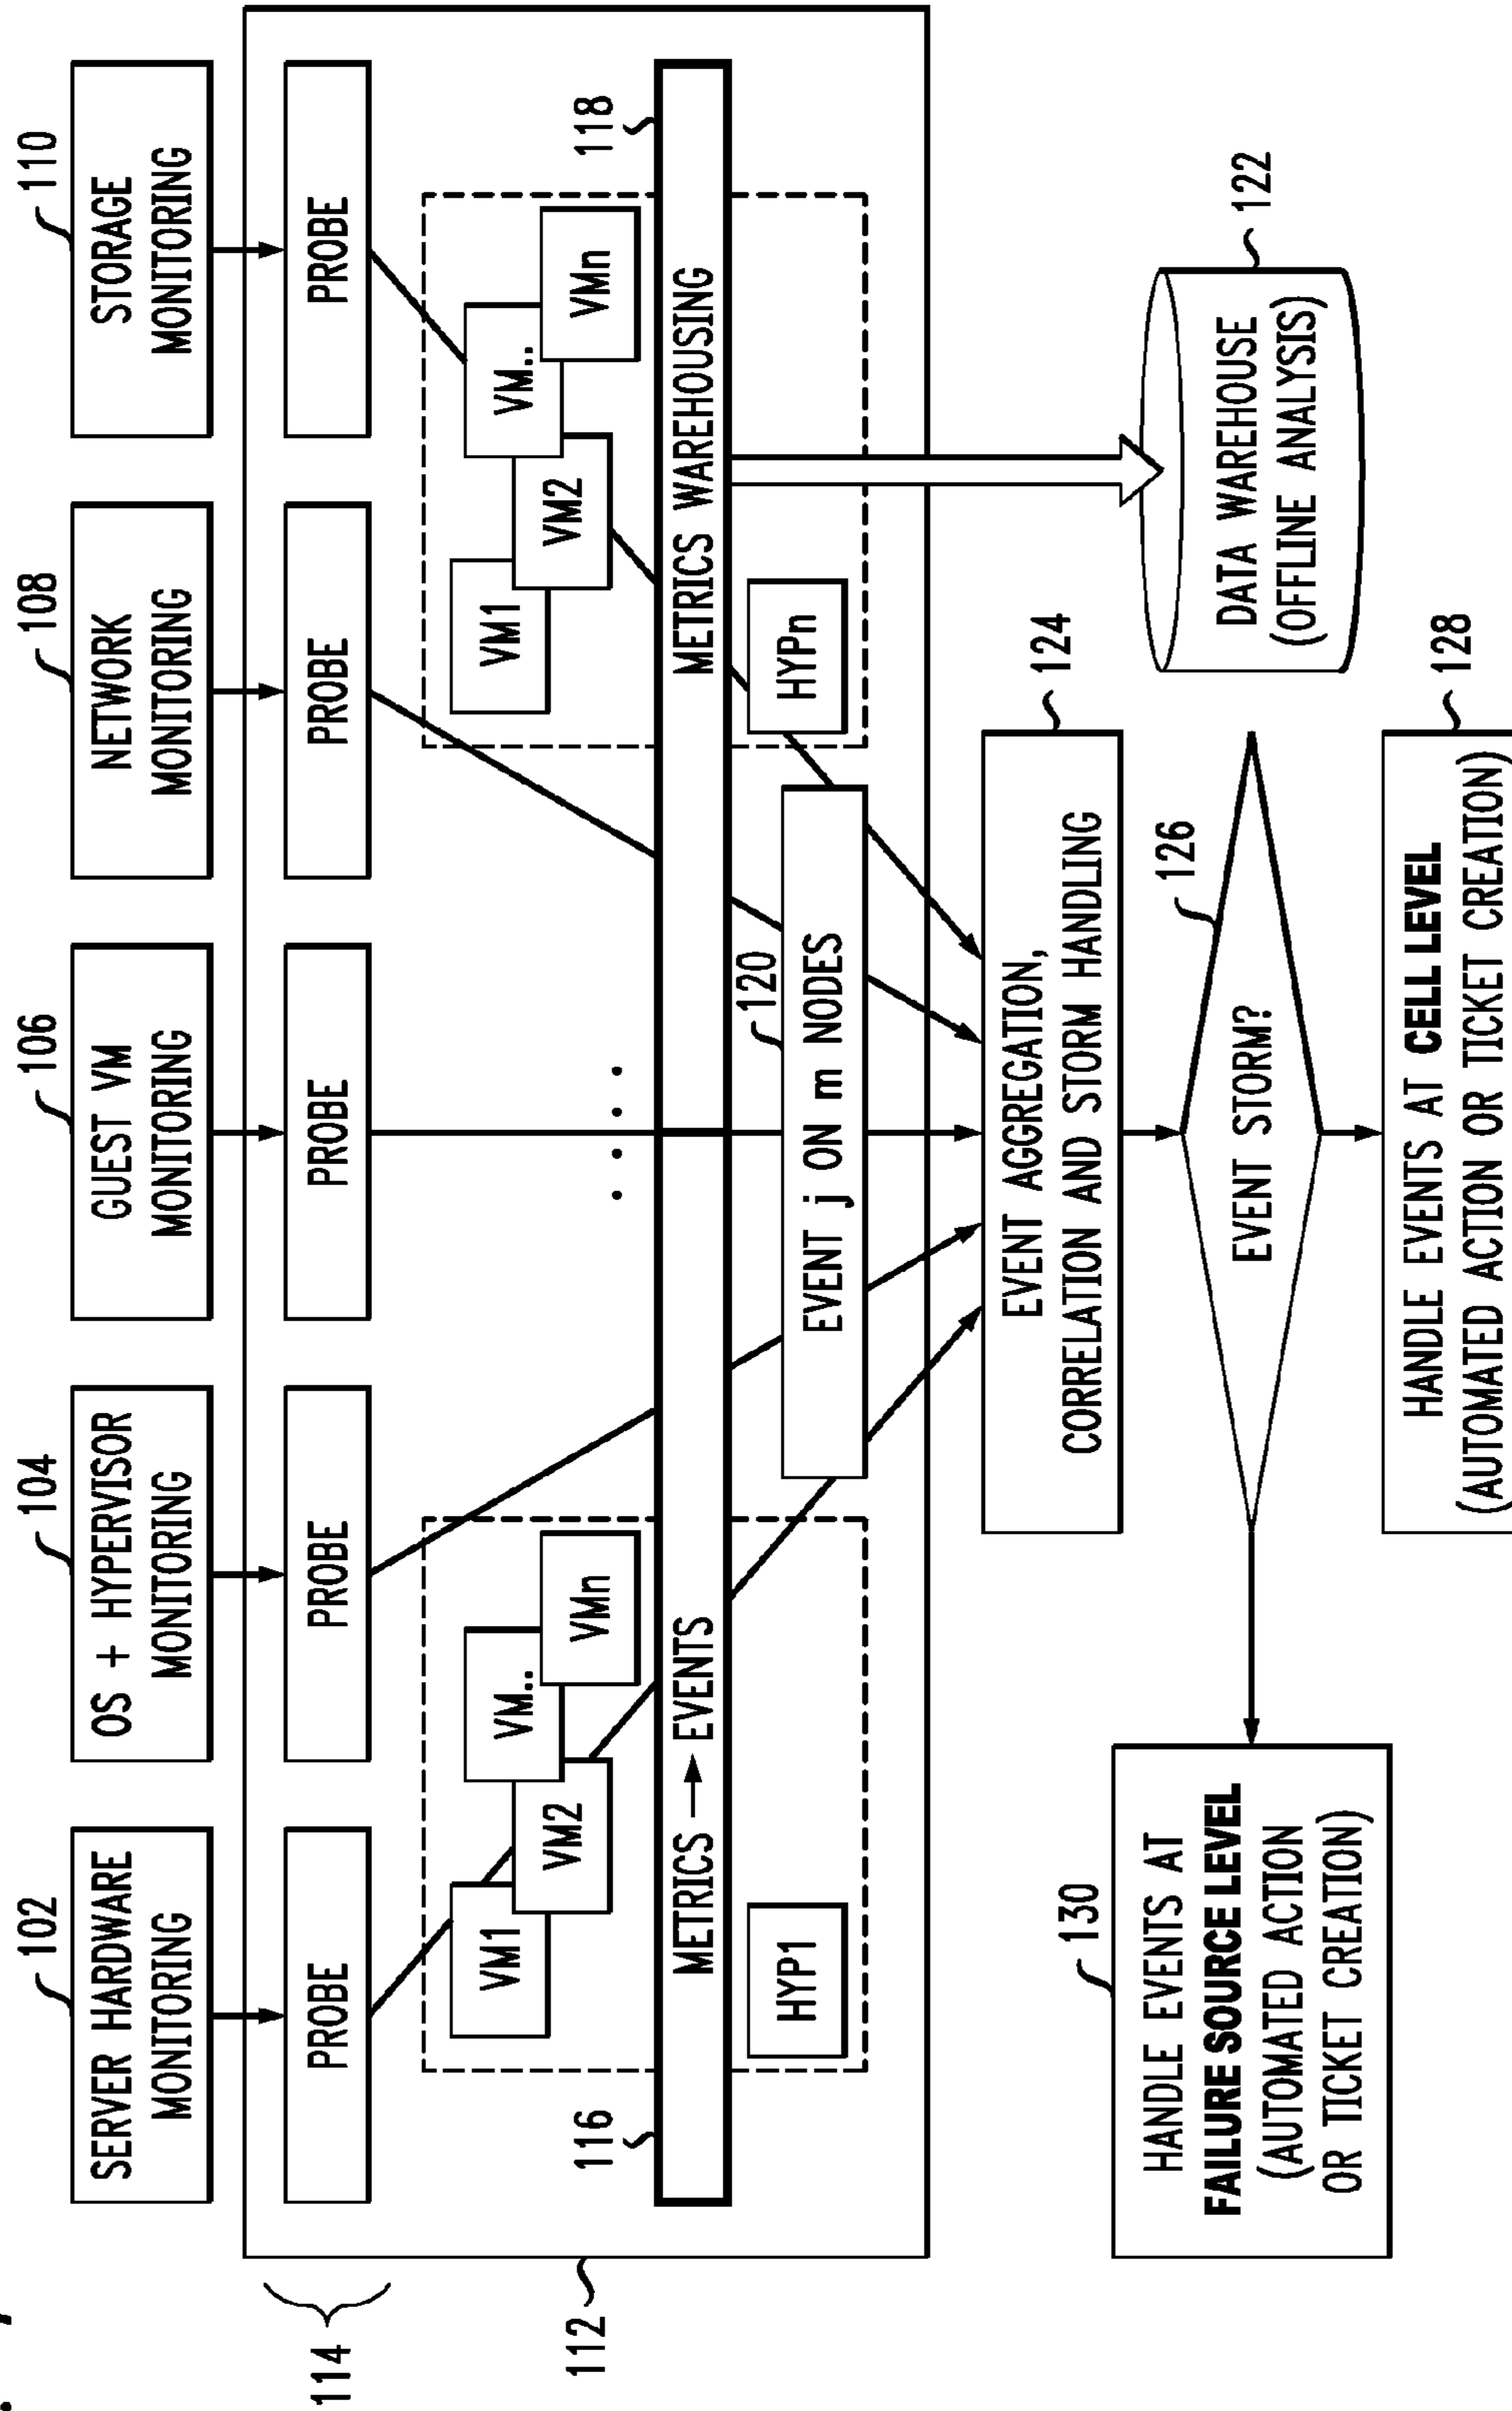 102
SERVER HARDWARE
MONITORING
104
OS + HYPERVISOR
MONITORING
106
GUEST VM
MONITORING
108
NETWORK
MONITORING
110
STORAGE
MONITORING
114
PROBE
PROBE
PROBE
PROBE
PROBE
112
VM1
VM2
VM..
VMn
. . . .
VM1
VM2
VM..
VMn
116
METRICS → EVENTS
METRICS WAREHOUSING
118
HYP1
120
EVENT j ON m NODES
HYPn
EVENT AGGREGATION,
CORRELATION AND STORM HANDLING
124
DATA WAREHOUSE
(OFFLINE ANALYSIS)
122
130
HANDLE EVENTS AT
FAILURE SOURCE LEVEL
(AUTOMATED ACTION
OR TICKET CREATION)
EVENT STORM?
126
HANDLE EVENTS AT CELL LEVEL
(AUTOMATED ACTION OR TICKET CREATION)
128